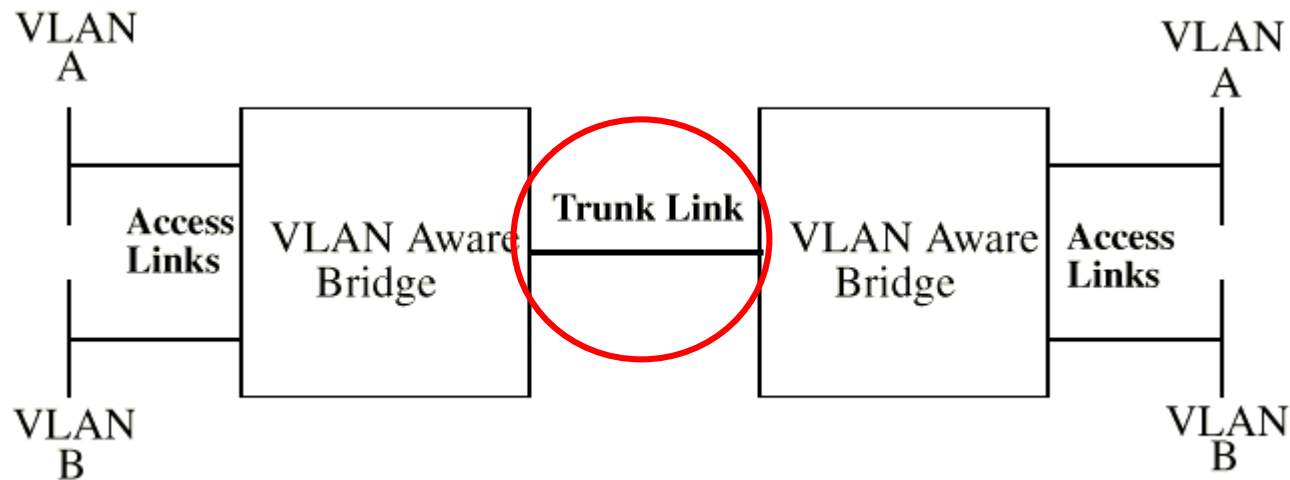 VLAN
A
VLAN
A
Access
Links
VLAN Aware
Bridge
Trunk Link
VLAN Aware
Bridge
Access
Links
VLAN
B
VLAN
B